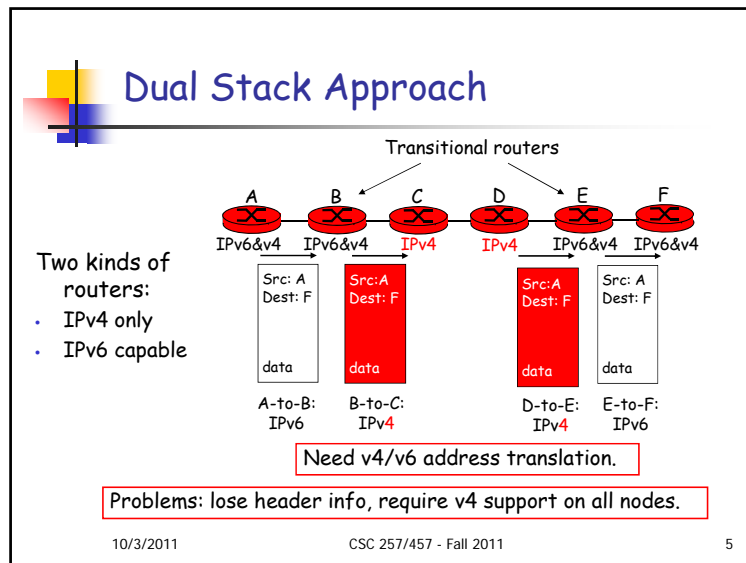 Dual Stack Approach
Transitional routers
A B C D E F
IPv6&v4 IPv6&v4 IPv4 IPv4 IPv6&v4 IPv6&v4
Two kinds of
routers:
• IPv4 only
• IPv6 capable
Src: A
Dest: F
data
Src:A
Dest: F
data
Src:A
Dest: F
data
Src: A
Dest: F
data
A-to-B:
IPv6
B-to-C:
IPv4
D-to-E:
IPv4
E-to-F:
IPv6
Need v4/v6 address translation.
Problems: lose header info, require v4 support on all nodes.
10/3/2011 CSC 257/457 - Fall 2011 5